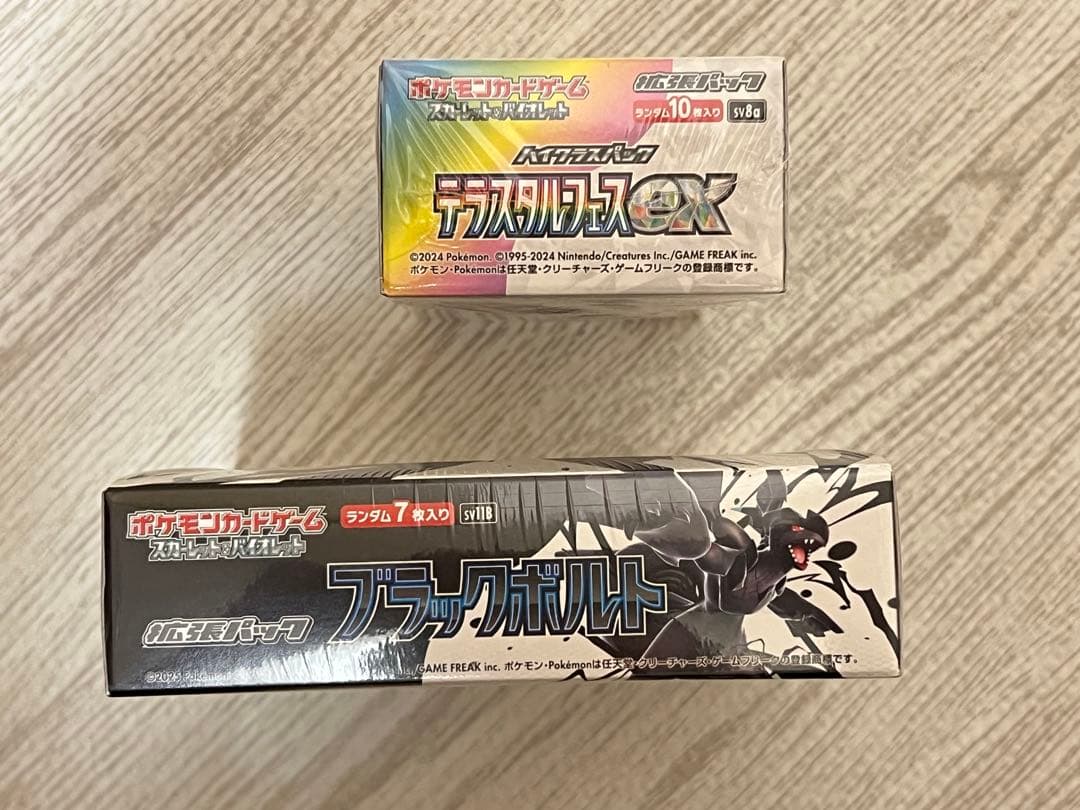 ポケモンカードゲーム
スカーレット&バイオレット
拡張パック
ランダム10枚入り SV8a
ハイクラスパック
テラスタルフェスex
©2024 Pokémon. ©1995-2024 Nintendo/Creatures Inc./GAME FREAK inc.
ポケモン・Pokémonは任天堂・クリーチャーズ・ゲームフリークの登録商標です。
ポケモンカードゲーム
スカーレット&バイオレット
ランダム7枚入り SV11B
拡張パック
ブラックボルト
©2025 Pokémon
/GAME FREAK inc. ポケモン・Pokémonは任天堂・クリーチャーズ・ゲームフリークの登録商標です。